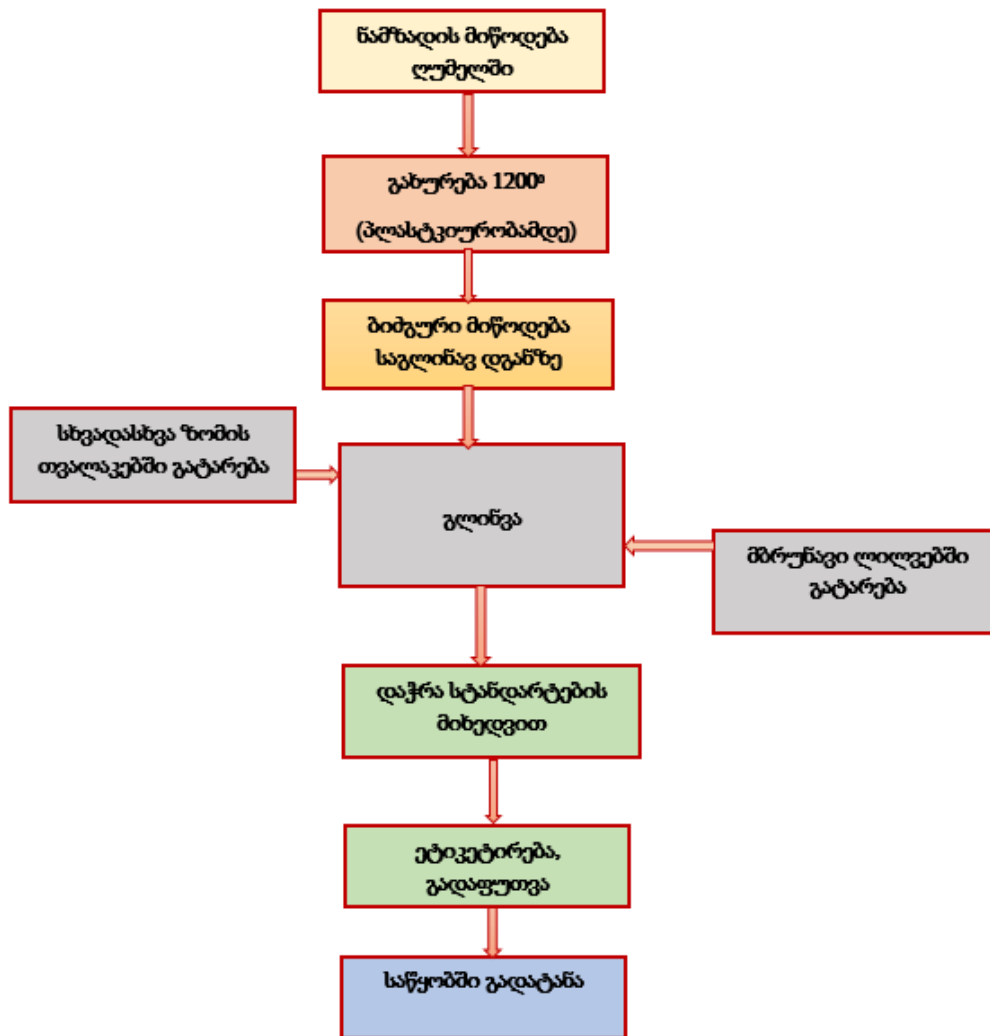 ნამზადის მიწოდება
ღუმელში
გახურება 1200°
(პლასტკიურობამდე)
ბიძგური მიწოდება
საგლინავ დგანზე
სხვადასხვა ზომის
თვალაკებში გატარება
გლინვა
მბრუნავი ლილვებში
გატარება
დაჭრა სტანდარტების
მიხედვით
ეტიკეტირება,
გადაფუთვა
საწყობში გადატანა